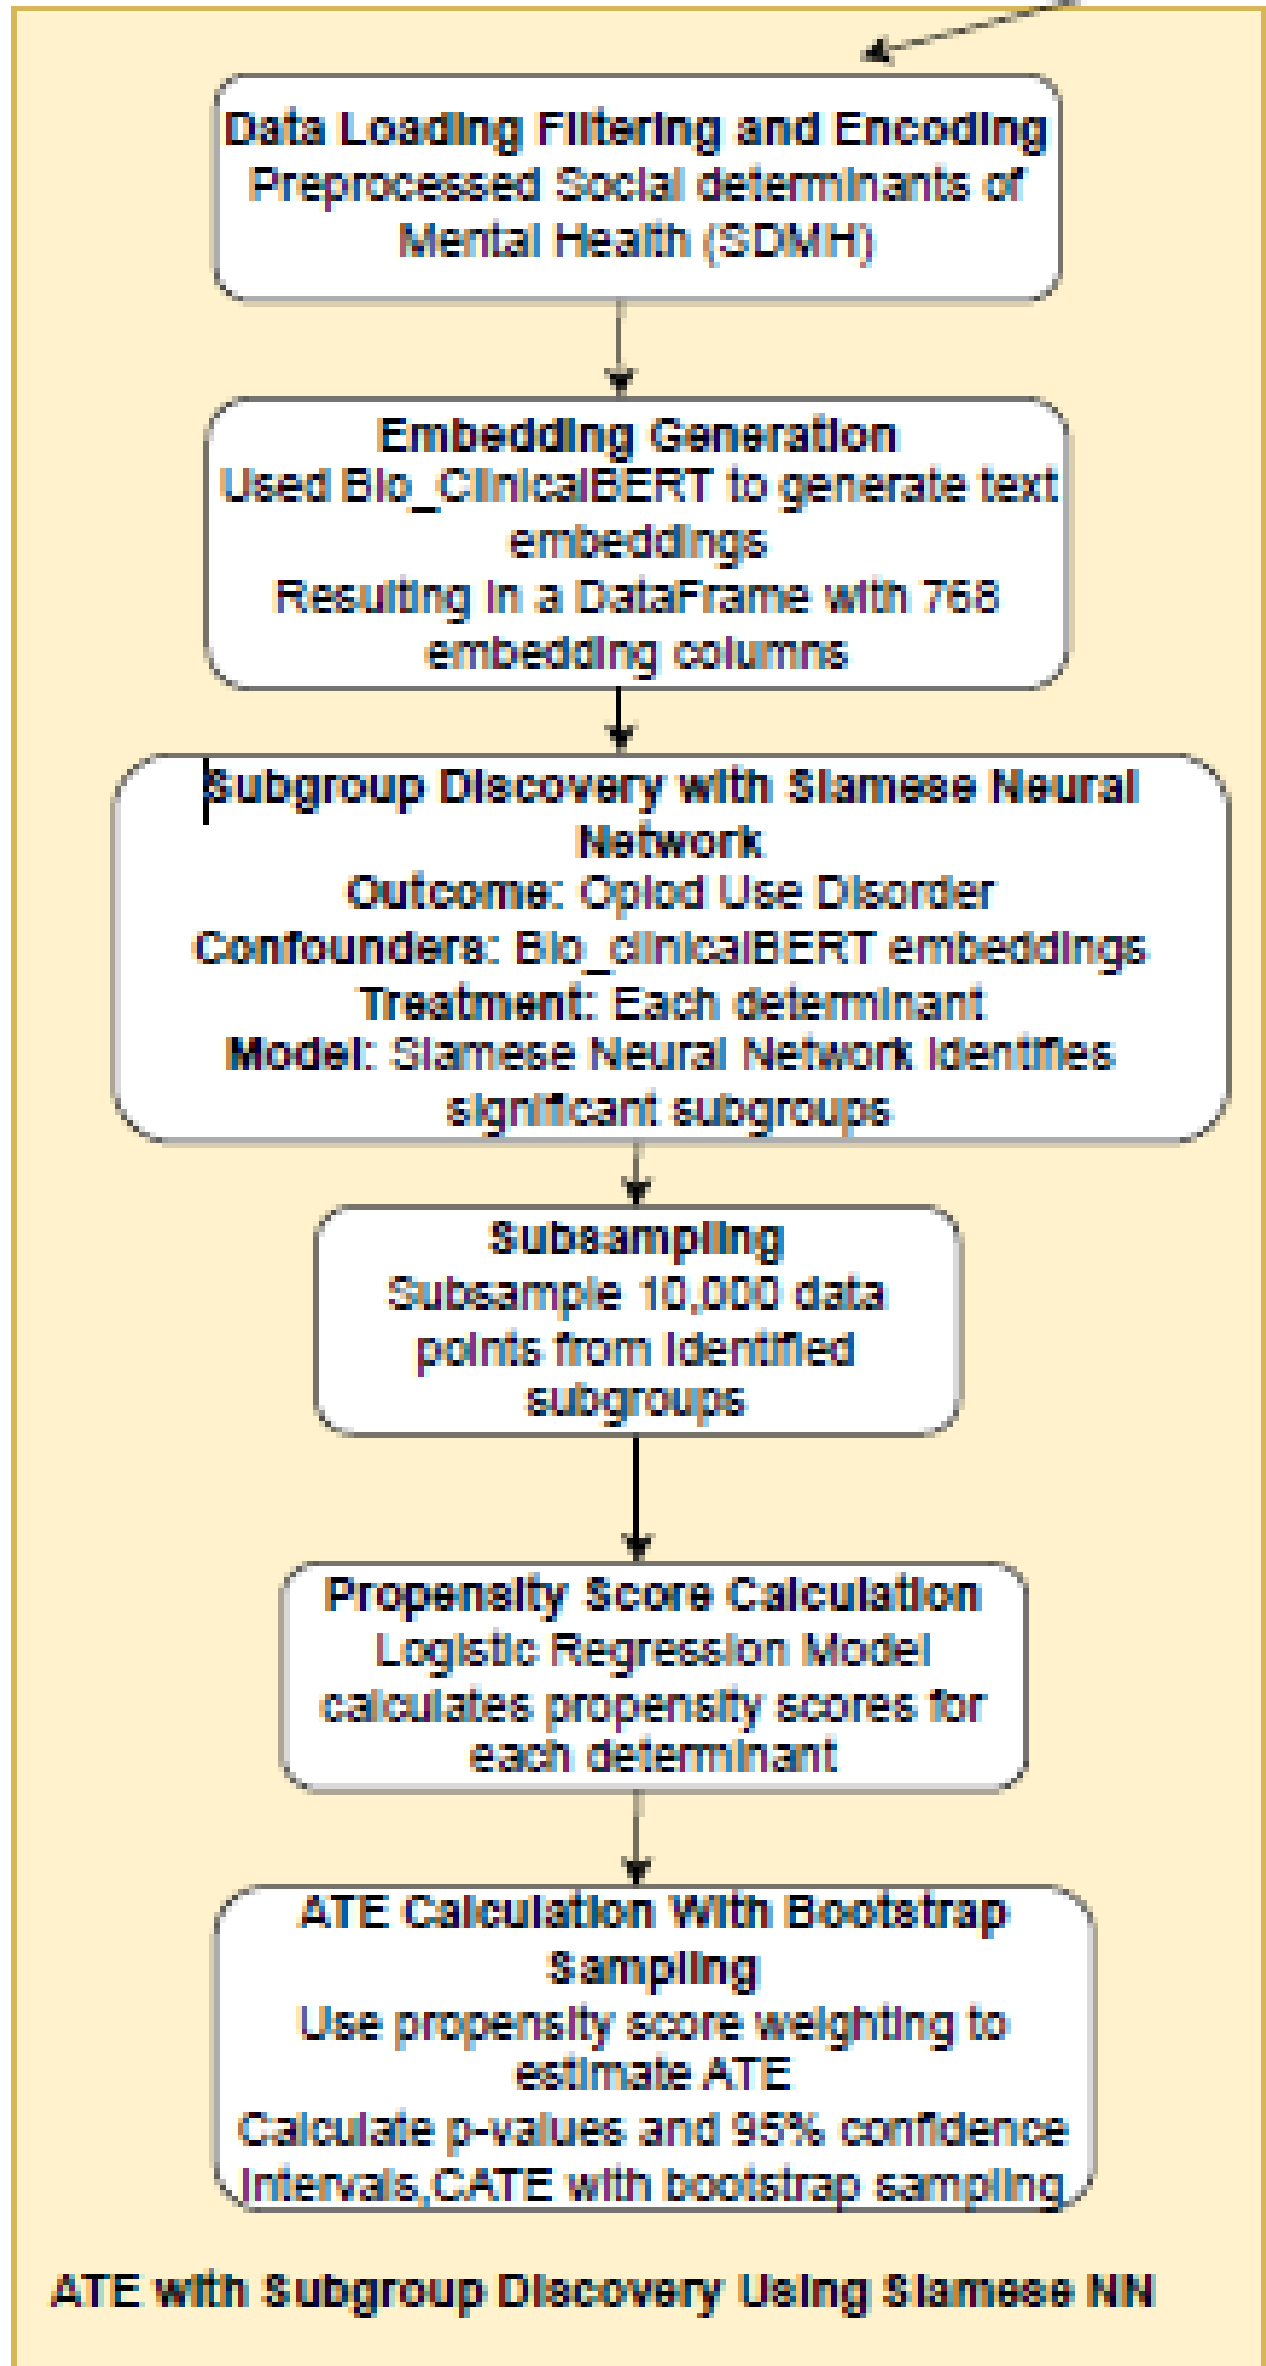 Data Loading Filtering and Encoding
Preprocessed Social determinants of
Mental Health (SDMH)
Embedding Generation
Used Bio_ClinicalBERT to generate text
embeddings
Resulting in a DataFrame with 768
embedding columns
Subgroup Discovery with Siamese Neural
Network
Outcome: Opiod Use Disorder
Confounders: Bio_clinicalBERT embeddings
Treatment: Each determinant
Model: Siamese Neural Network identifies
significant subgroups
Subsampling
Subsample 10,000 data
points from identified
subgroups
Propensity Score Calculation
Logistic Regression Model
calculates propensity scores for
each determinant
ATE Calculation With Bootstrap
Sampling
Use propensity score weighting to
estimate ATE
Calculate p-values and 95% confidence
intervals,CATE with bootstrap sampling
ATE with Subgroup Discovery Using Siamese NN